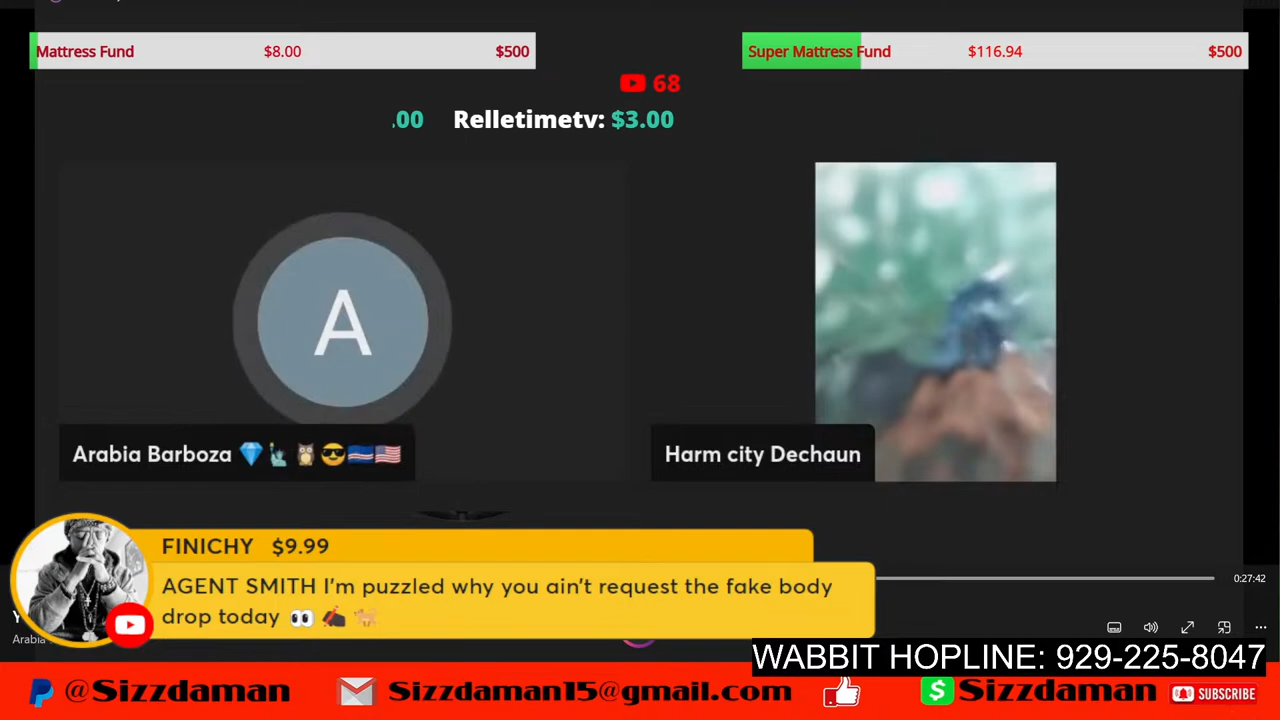 Mattress Fund $8.00 $500
Super Mattress Fund $116.94 $500
68
.00 Relletimetv: $3.00
A
Arabia Barboza 💎🗽🦉😎🇨🇻🇺🇸
Harm city Dechaun
FINICHY $9.99
AGENT SMITH I'm puzzled why you ain't request the fake body
drop today 👀
0:27:42
Arabia
WABBIT HOPLINE: 929-225-8047
@Sizzdaman Sizzdaman15@gmail.com $ Sizzdaman SUBSCRIBE